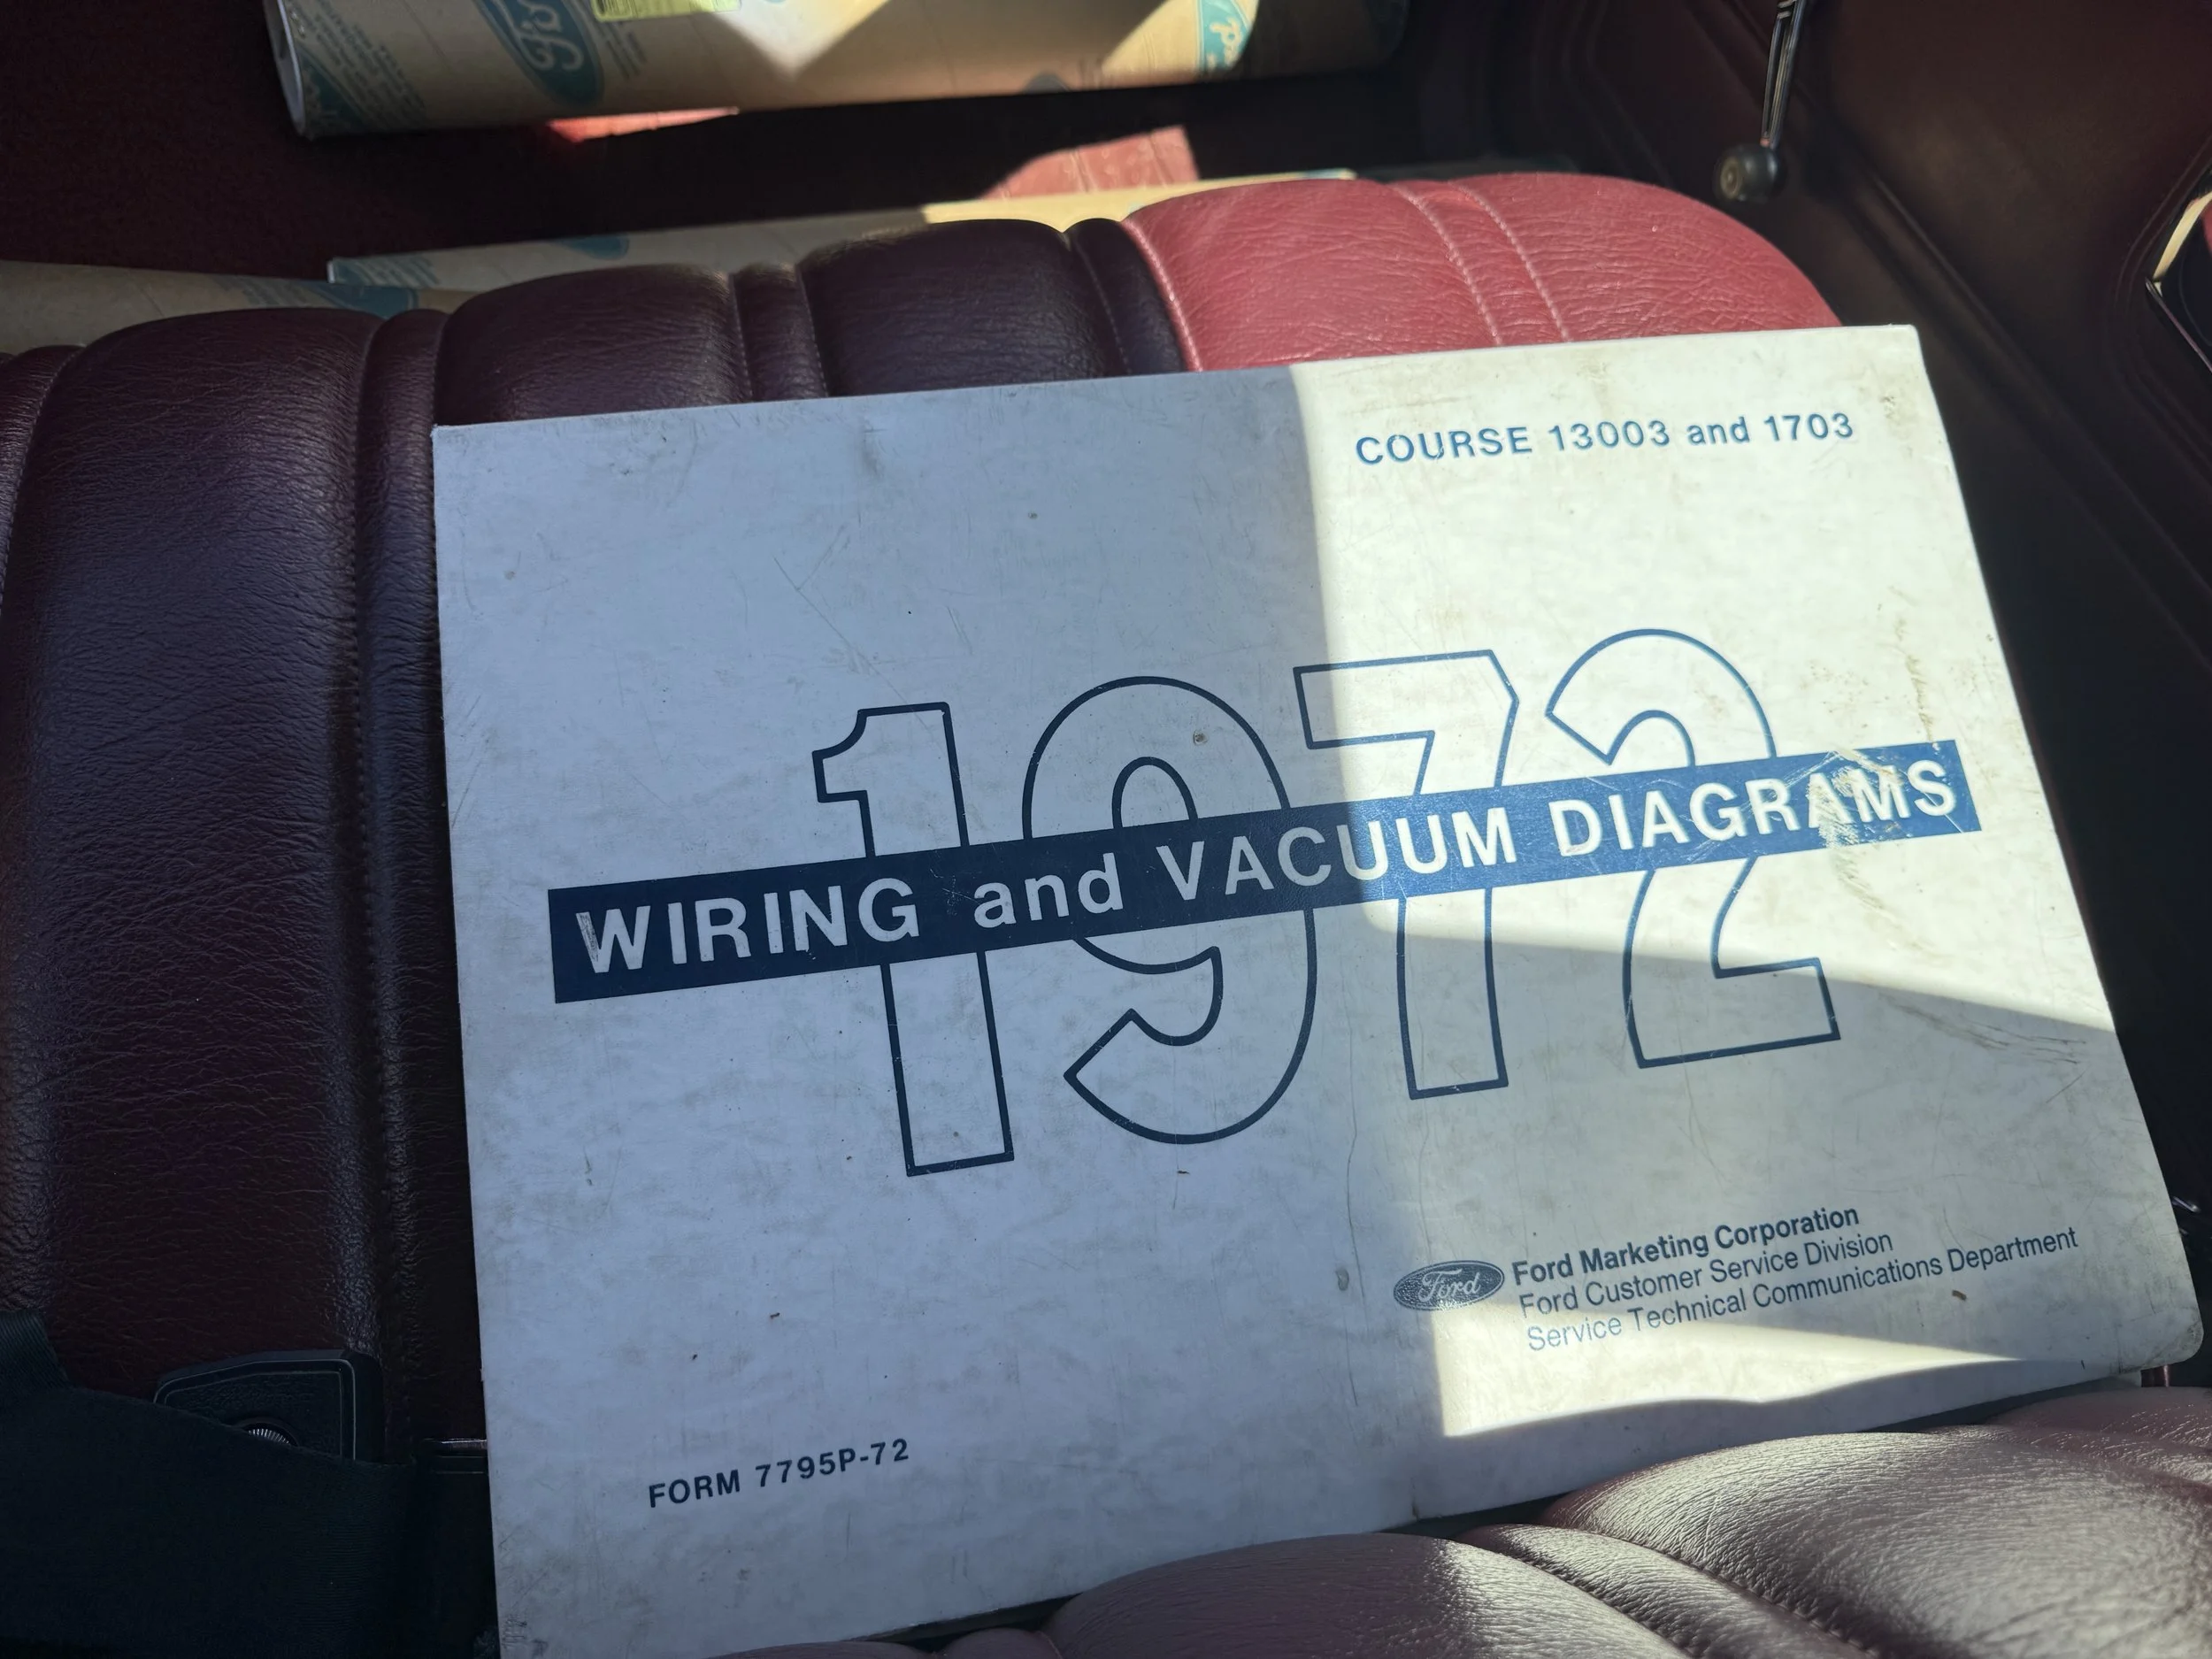 COURSE 13003 and 1703
1972
WIRING and VACUUM DIAGRAMS
Ford
Ford Marketing Corporation
Ford Customer Service Division
Service Technical Communications Department
FORM 7795P-72